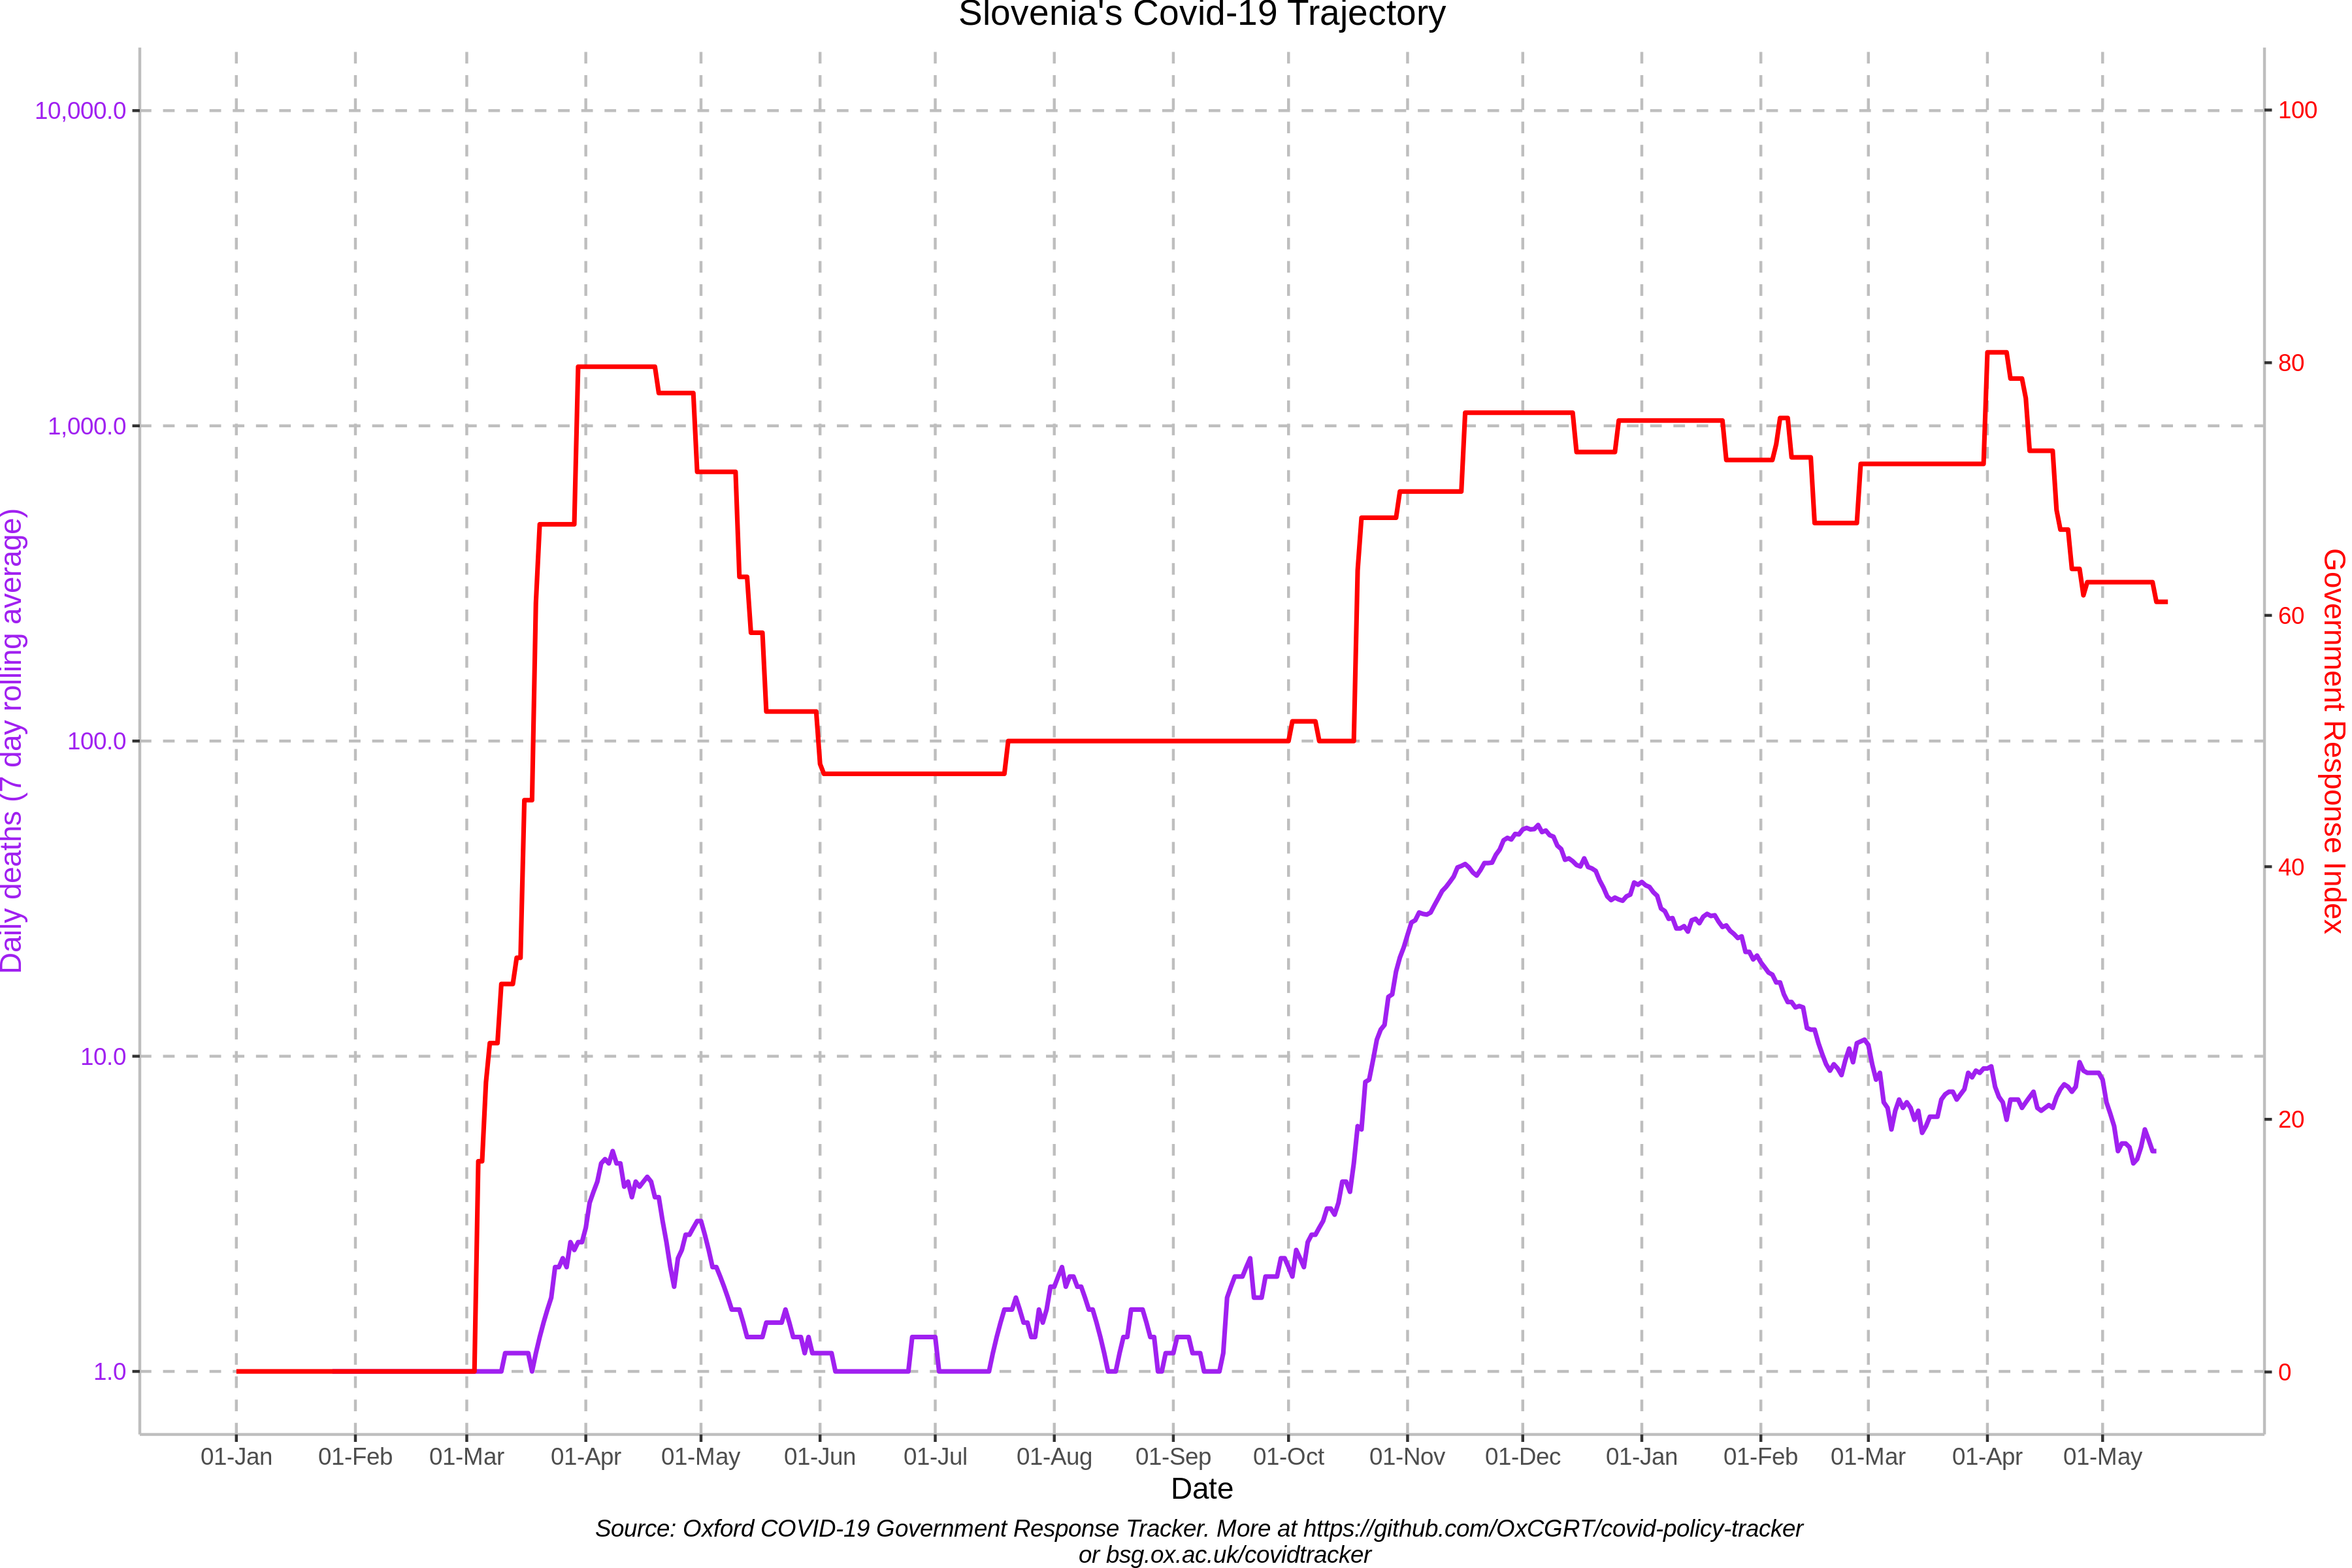 Slovenia's Covid-19 Trajectory
10,000.0
1,000.0
100.0
10.0
1.0
Daily deaths (7 day rolling average)
100
80
60
40
20
0
Government Response Index
01-Jan 01-Feb 01-Mar 01-Apr 01-May 01-Jun 01-Jul 01-Aug 01-Sep 01-Oct 01-Nov 01-Dec 01-Jan 01-Feb 01-Mar 01-Apr 01-May
Date
Source: Oxford COVID-19 Government Response Tracker. More at https://github.com/OxCGRT/covid-policy-tracker
or bsg.ox.ac.uk/covidtracker